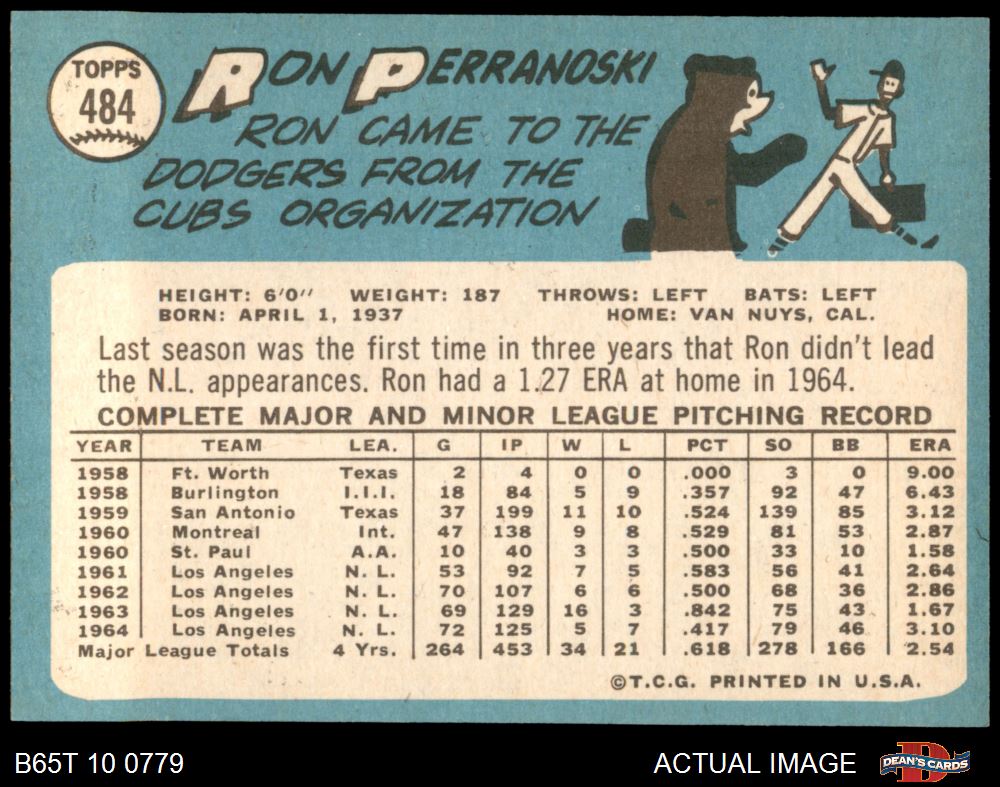 TOPPS
484
RON PERRANOSKI
RON CAME TO THE
DODGERS FROM THE
CUBS ORGANIZATION
HEIGHT: 6'0" WEIGHT: 187 THROWS: LEFT BATS: LEFT
BORN: APRIL 1, 1937 HOME: VAN NUYS, CAL.
Last season was the first time in three years that Ron didn't lead
the N.L. appearances. Ron had a 1.27 ERA at home in 1964.
COMPLETE MAJOR AND MINOR LEAGUE PITCHING RECORD
YEAR TEAM LEA. G IP W L PCT SO BB ERA
1958 Ft. Worth Texas 2 4 0 0 .000 3 0 9.00
1958 Burlington I.I.I. 18 84 5 9 .357 92 47 6.43
1959 San Antonio Texas 37 199 11 10 .524 139 85 3.12
1960 Montreal Int. 47 138 9 8 .529 81 53 2.87
1960 St. Paul A.A. 10 40 3 3 .500 33 10 1.58
1961 Los Angeles N. L. 53 92 7 5 .583 56 41 2.64
1962 Los Angeles N. L. 70 107 6 6 .500 68 36 2.86
1963 Los Angeles N. L. 69 129 16 3 .842 75 43 1.67
1964 Los Angeles N. L. 72 125 5 7 .417 79 46 3.10
Major League Totals 4 Yrs. 264 453 34 21 .618 278 166 2.54
©T.C.G. PRINTED IN U.S.A.
B65T 10 0779 ACTUAL IMAGE D DEAN'S CARDS